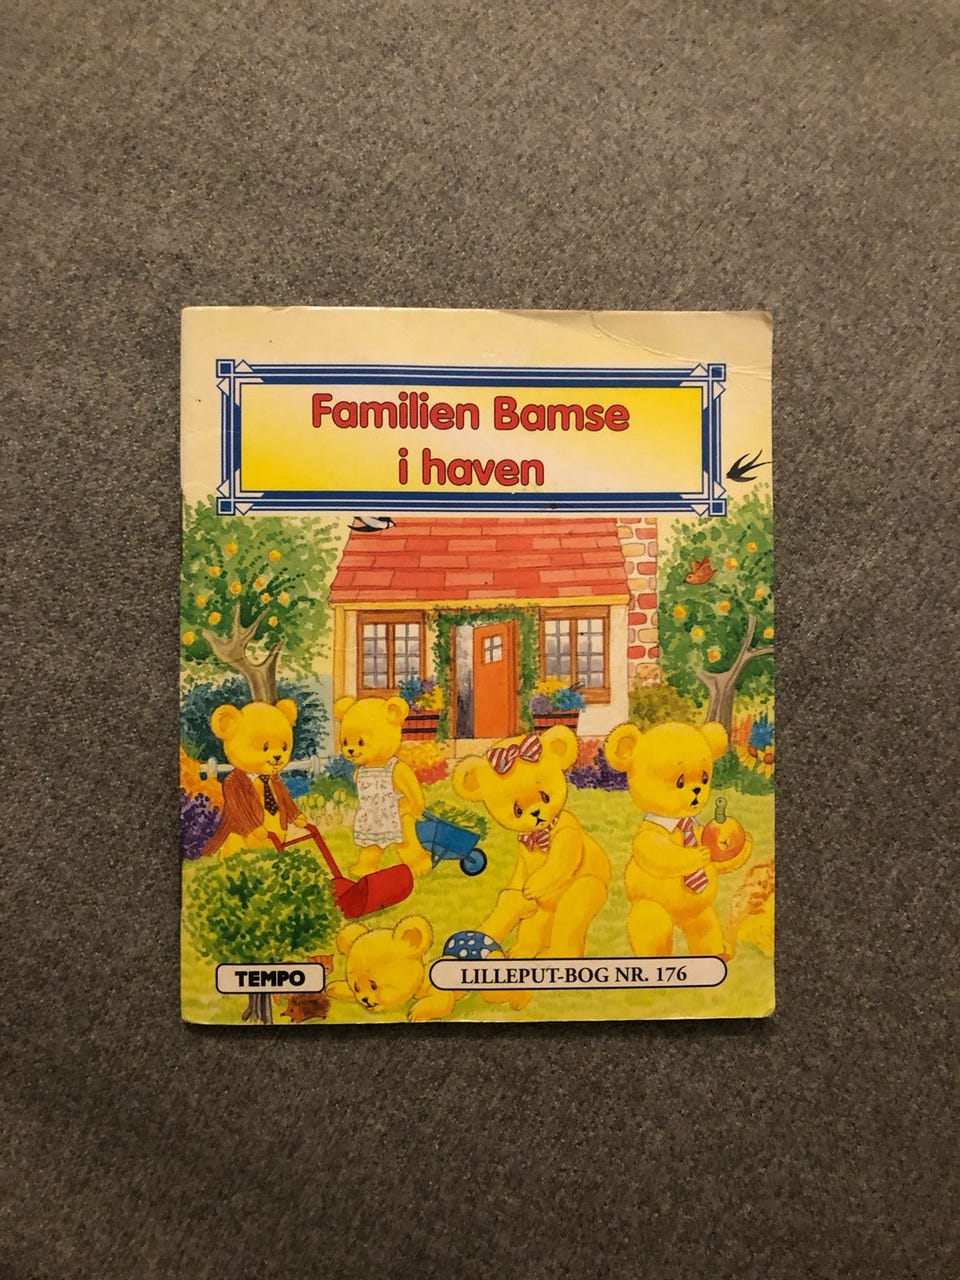 Familien Bamse
i haven
TEMPO
LILLEPUT-BOG NR. 176